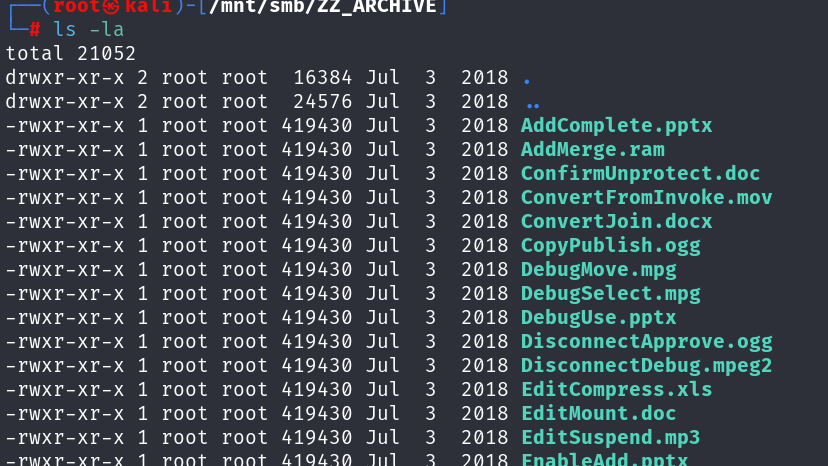 ┌──(root㉿kali)-[/mnt/smb/ZZ_ARCHIVE]
└─# ls -la
total 21052
drwxr-xr-x 2 root root  16384 Jul  3  2018 .
drwxr-xr-x 2 root root  24576 Jul  3  2018 ..
-rwxr-xr-x 1 root root 419430 Jul  3  2018 AddComplete.pptx
-rwxr-xr-x 1 root root 419430 Jul  3  2018 AddMerge.ram
-rwxr-xr-x 1 root root 419430 Jul  3  2018 ConfirmUnprotect.doc
-rwxr-xr-x 1 root root 419430 Jul  3  2018 ConvertFromInvoke.mov
-rwxr-xr-x 1 root root 419430 Jul  3  2018 ConvertJoin.docx
-rwxr-xr-x 1 root root 419430 Jul  3  2018 CopyPublish.ogg
-rwxr-xr-x 1 root root 419430 Jul  3  2018 DebugMove.mpg
-rwxr-xr-x 1 root root 419430 Jul  3  2018 DebugSelect.mpg
-rwxr-xr-x 1 root root 419430 Jul  3  2018 DebugUse.pptx
-rwxr-xr-x 1 root root 419430 Jul  3  2018 DisconnectApprove.ogg
-rwxr-xr-x 1 root root 419430 Jul  3  2018 DisconnectDebug.mpeg2
-rwxr-xr-x 1 root root 419430 Jul  3  2018 EditCompress.xls
-rwxr-xr-x 1 root root 419430 Jul  3  2018 EditMount.doc
-rwxr-xr-x 1 root root 419430 Jul  3  2018 EditSuspend.mp3
-rwxr-xr-x 1 root root 419430 Jul  3  2018 EnableAdd.pptx